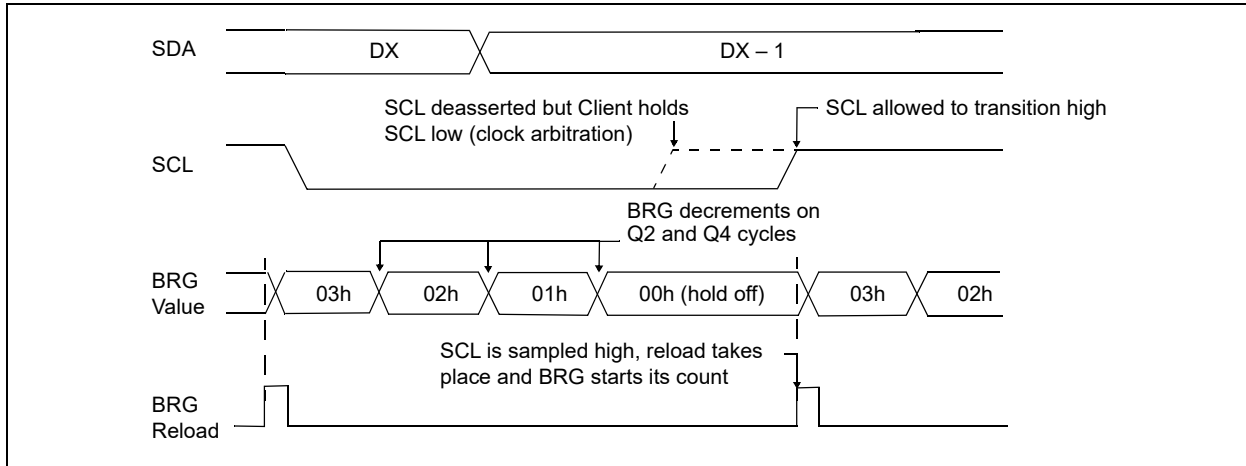 SDA
DX
DX – 1
SCL deasserted but Client holds
SCL low (clock arbitration)
SCL allowed to transition high
SCL
BRG decrements on
Q2 and Q4 cycles
BRG
Value
03h
02h
01h
00h (hold off)
03h
02h
SCL is sampled high, reload takes
place and BRG starts its count
BRG
Reload